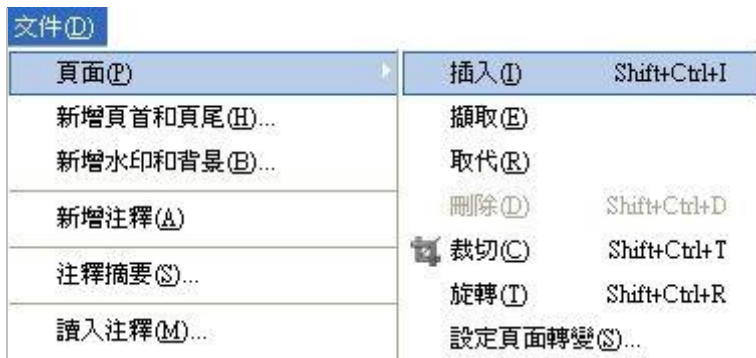 文件(D)
頁面(P)
新增頁首和頁尾(H)...
新增水印和背景(B)...
新增注釋(A)
注釋摘要(S)...
讀入注釋(M)...
插入(I) Shift+Ctrl+I
擷取(E)
取代(R)
刪除(D) Shift+Ctrl+D
裁切(C) Shift+Ctrl+T
旋轉(T) Shift+Ctrl+R
設定頁面轉變(S)...